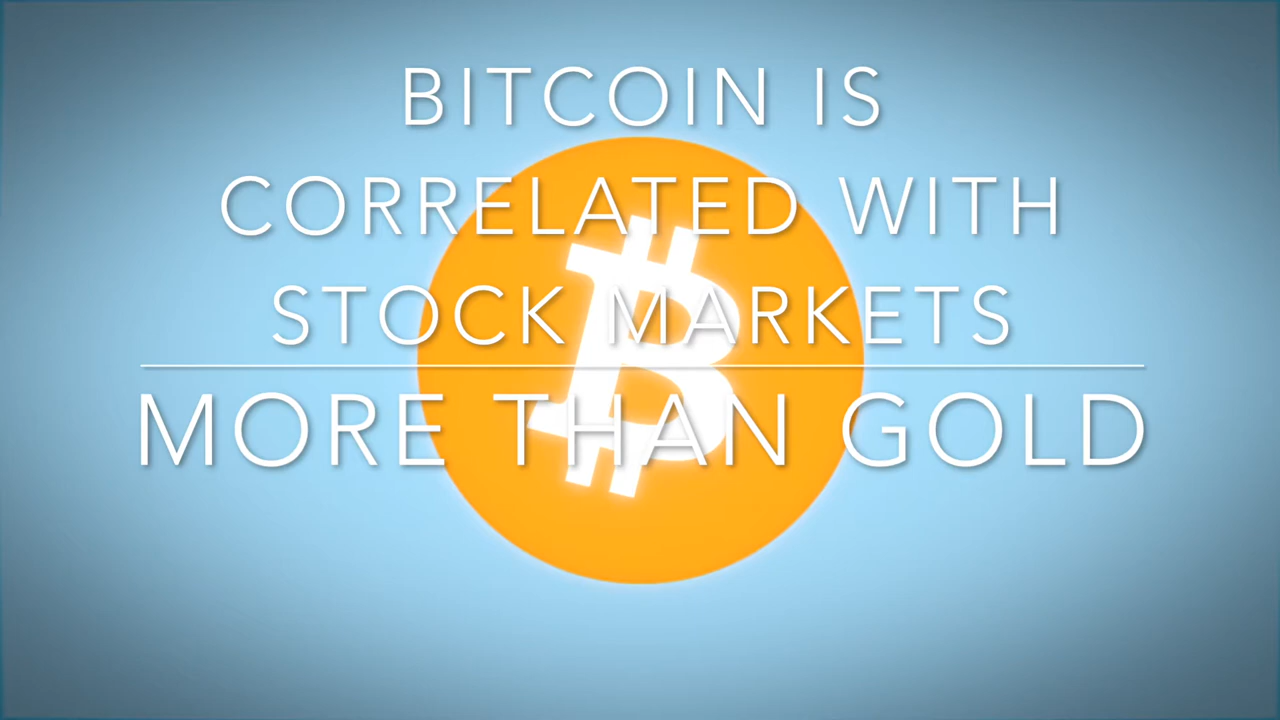 BITCOIN IS
CORRELATED WITH
STOCK MARKETS
MORE THAN GOLD